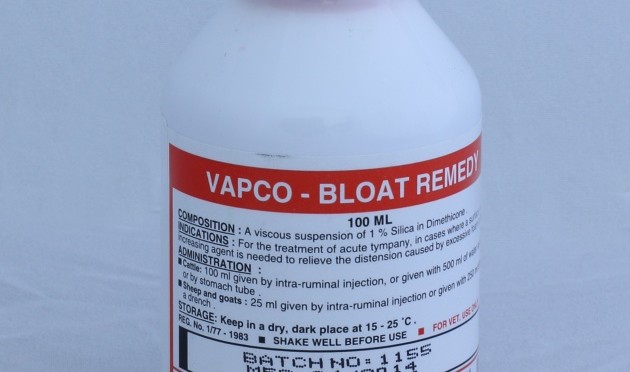 VAPCO - BLOAT REMEDY
100 ML
COMPOSITION : A viscous suspension of 1 % Silica in Dimethicone.
INDICATIONS : For the treatment of acute tympany, in cases where a
increasing agent is needed to relieve the distension caused by excessive
ADMINISTRATION :
■ Cattle: 100 ml given by intra-ruminal injection, or given with 500 ml of
or by stomach tube .
■ Sheep and goats : 25 ml given by intra-ruminal injection or given with 250
a drench .
STORAGE: Keep in a dry, dark place at 15 - 25 °C .
REG. No. 1/77 - 1983 ■ SHAKE WELL BEFORE USE ■ FOR VET. USE
BATCH NO: 1155